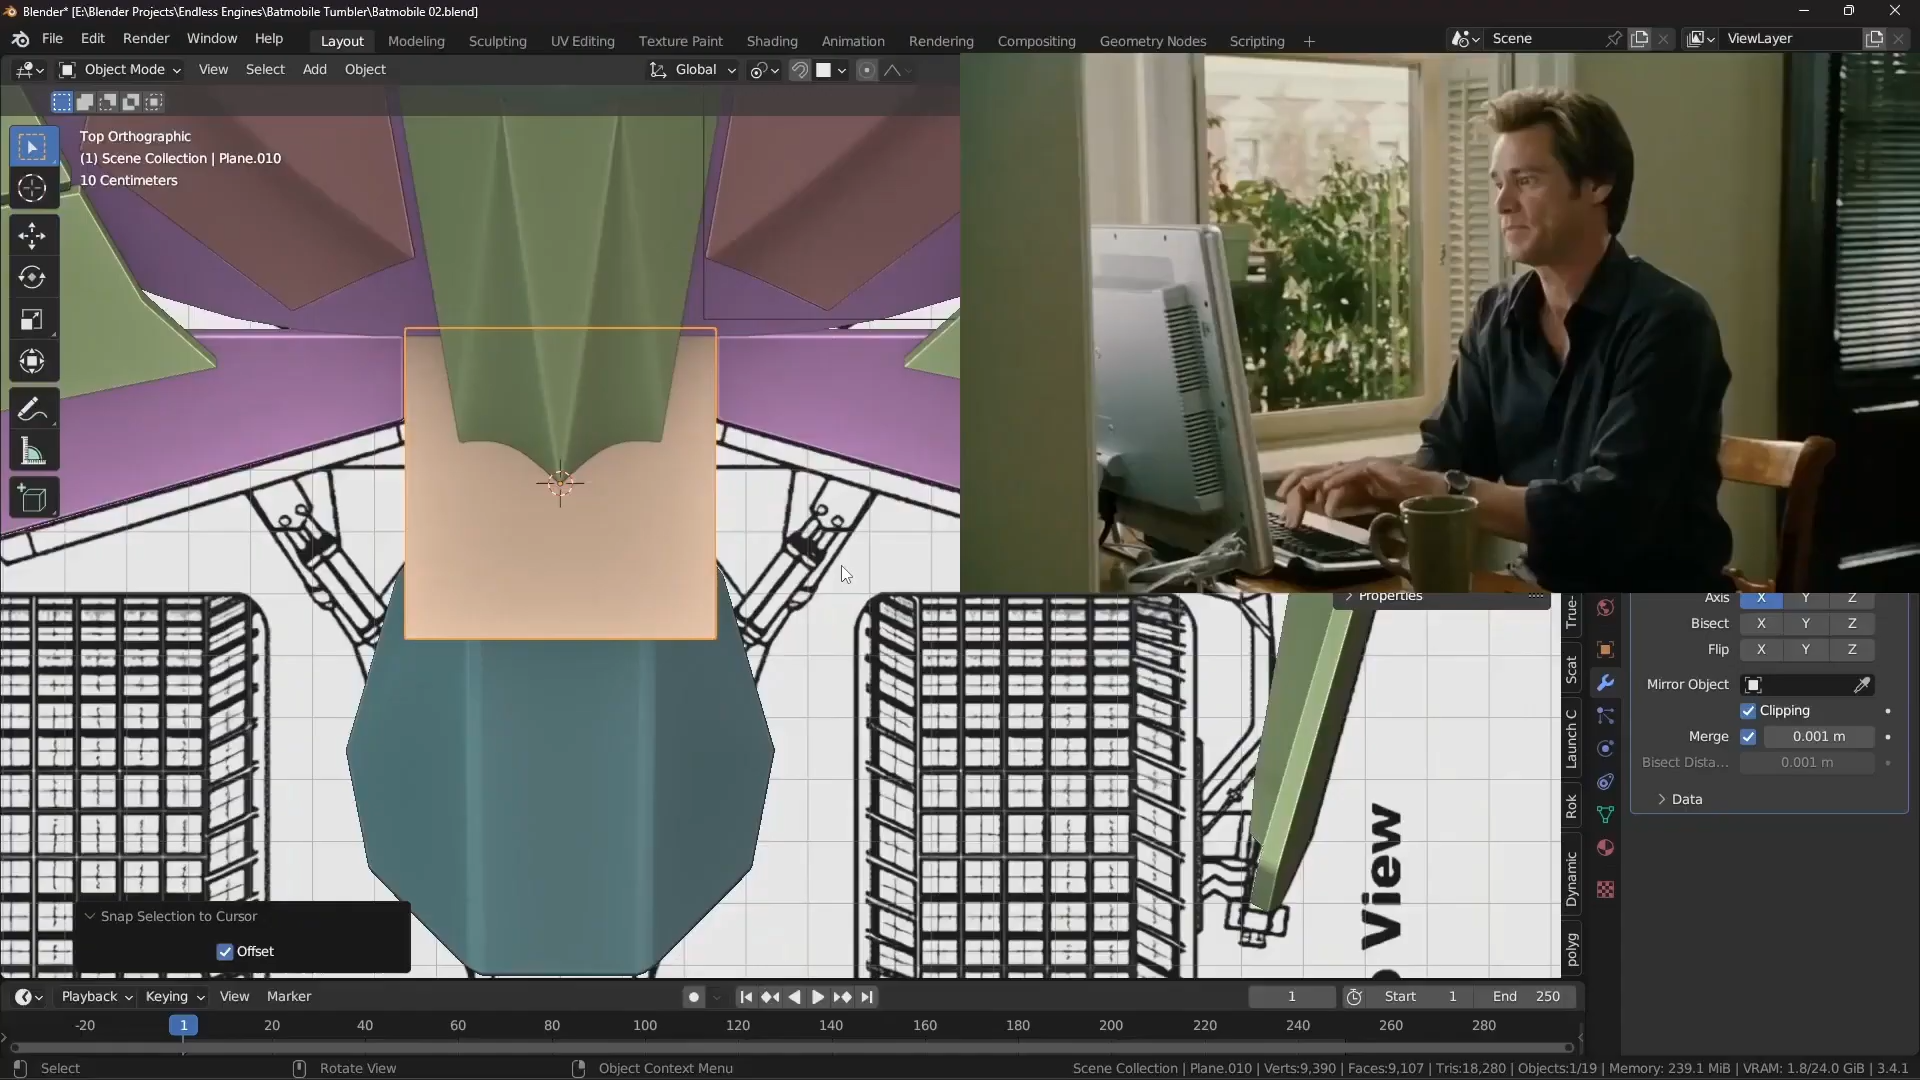 Blender* [E:\Blender Projects\Endless Engines\Batmobile Tumbler\Batmobile 02.blend]
File Edit Render Window Help Layout Modeling Sculpting UV Editing Texture Paint Shading Animation Rendering Compositing Geometry Nodes Scripting + Scene ViewLayer
Object Mode View Select Add Object Global
Top Orthographic
(1) Scene Collection | Plane.010
10 Centimeters
Properties
Axis X Y Z
Bisect X Y Z
Flip X Y Z
Mirror Object
Clipping
Merge 0.001 m
Bisect Dista... 0.001 m
Data
True-
Scat
Launch C
Rok
Dynamic
polyg
View
Snap Selection to Cursor
Offset
Playback Keying View Marker 1 Start 1 End 250
-20 1 20 40 60 80 100 120 140 160 180 200 220 240 260 280
Select Rotate View Object Context Menu Scene Collection | Plane.010 | Verts:9,390 | Faces:9,107 | Tris:18,280 | Objects:1/19 | Memory: 239.1 MiB | VRAM: 1.8/24.0 GiB | 3.4.1